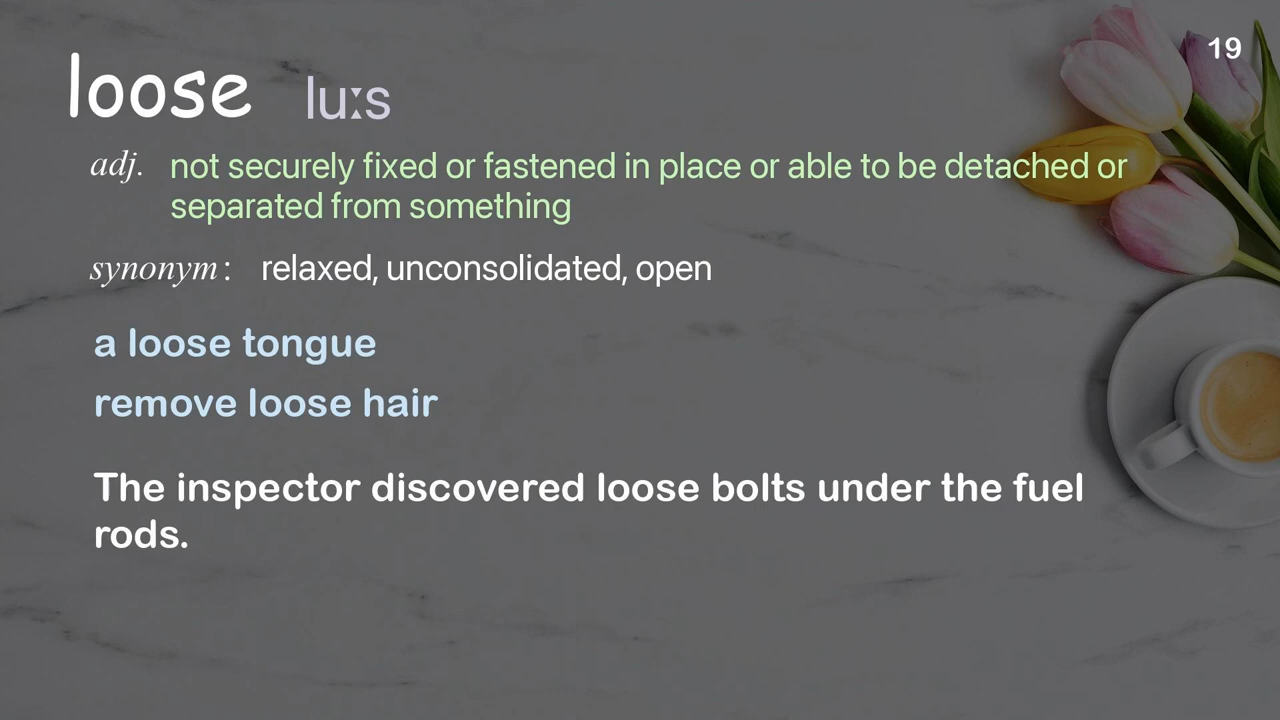 19
loose luːs
adj. not securely fixed or fastened in place or able to be detached or
separated from something
synonym: relaxed, unconsolidated, open
a loose tongue
remove loose hair
The inspector discovered loose bolts under the fuel
rods.